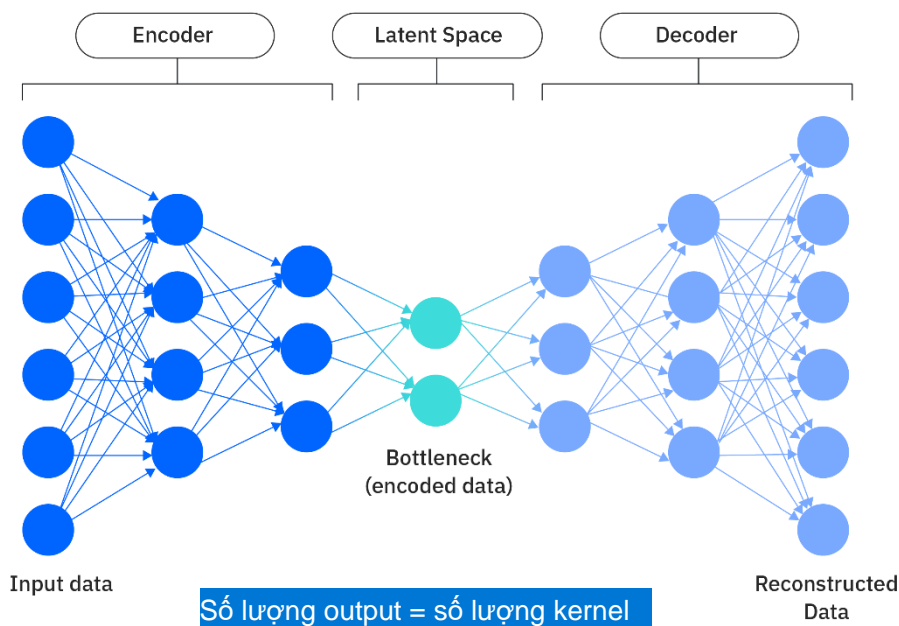 Encoder
Latent Space
Decoder
Bottleneck
(encoded data)
Input data
Reconstructed
Data
Số lượng output = số lượng kernel